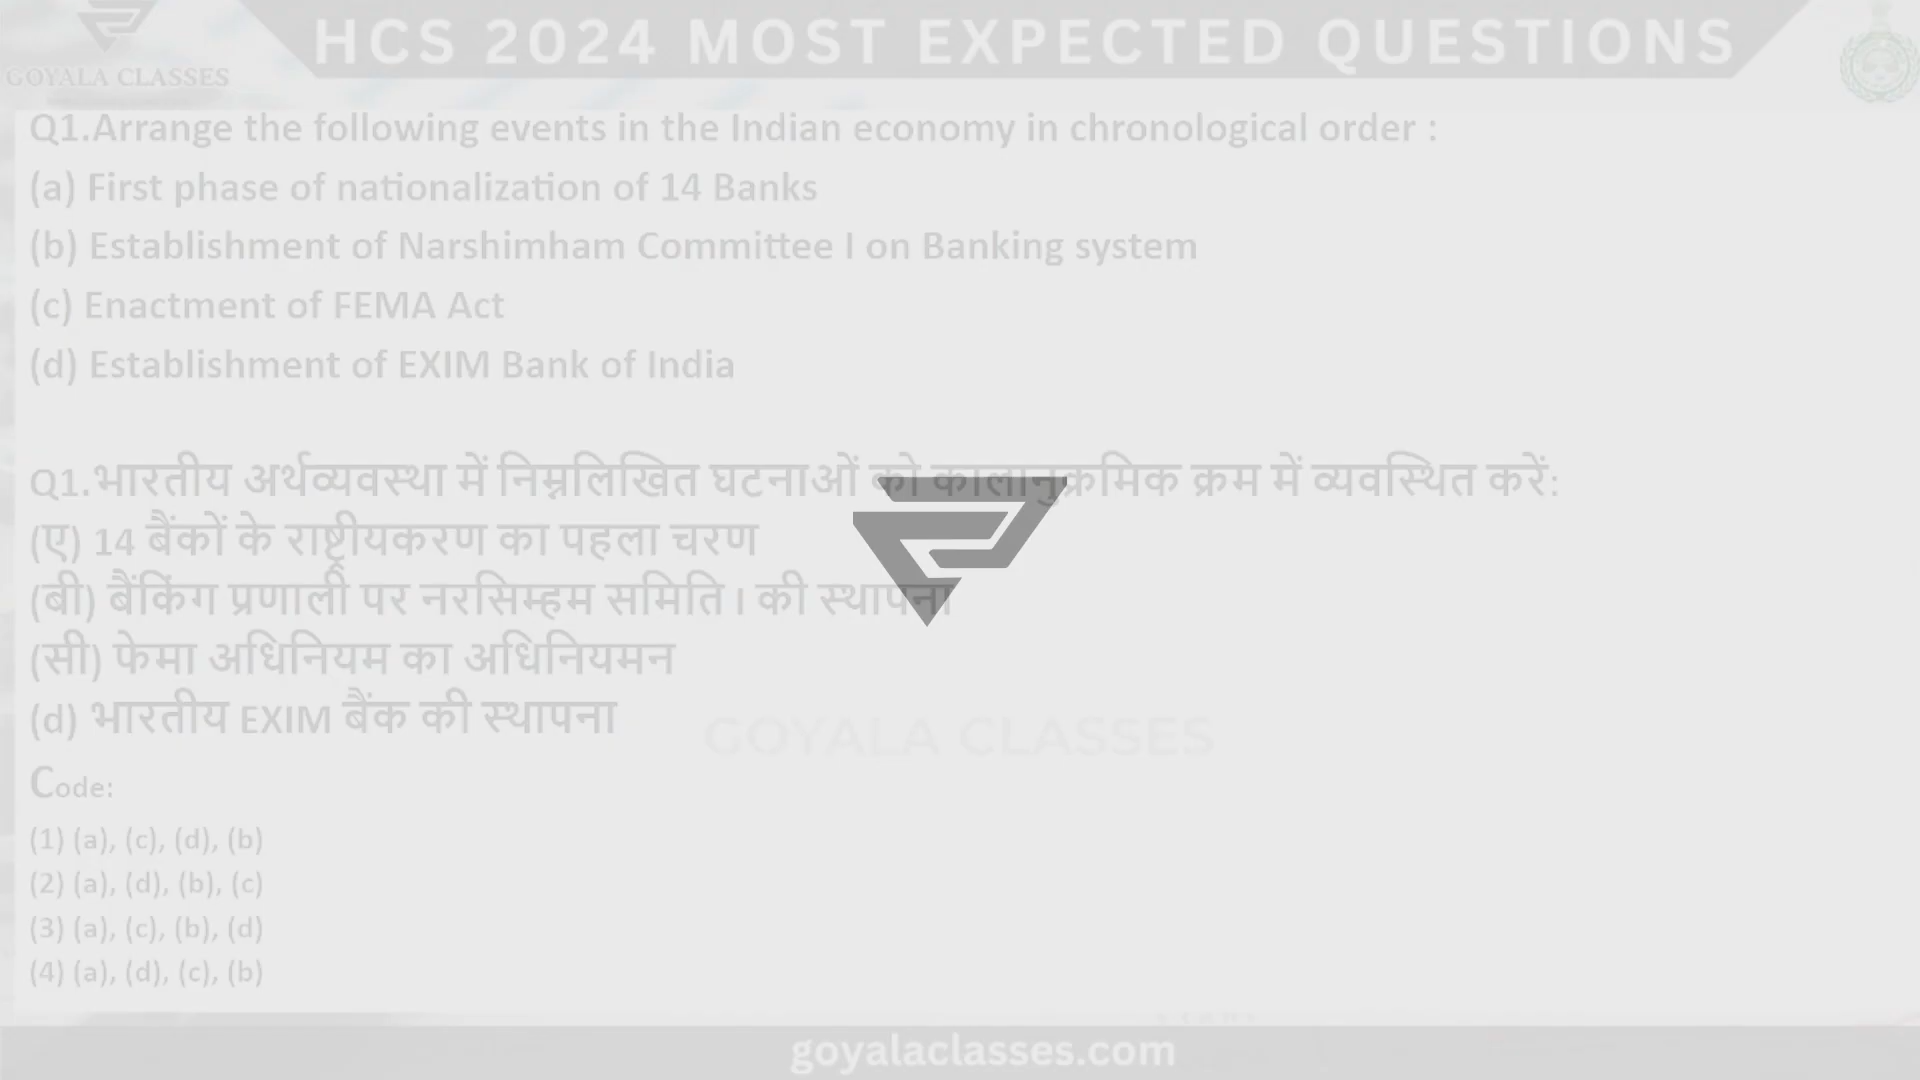 HCS 2024 MOST EXPECTED QUESTIONS
GOYALA CLASSES
Q1.Arrange the following events in the Indian economy in chronological order :
(a) First phase of nationalization of 14 Banks
(b) Establishment of Narshimham Committee I on Banking system
(c) Enactment of FEMA Act
(d) Establishment of EXIM Bank of India
Q1.भारतीय अर्थव्यवस्था में निम्नलिखित घटनाओं को कालानुक्रमिक क्रम में व्यवस्थित करें:
(ए) 14 बैंकों के राष्ट्रीयकरण का पहला चरण
(बी) बैंकिंग प्रणाली पर नरसिम्हम समिति I की स्थापना
(सी) फेमा अधिनियम का अधिनियमन
(d) भारतीय EXIM बैंक की स्थापना
GOYALA CLASSES
Code:
(1) (a), (c), (d), (b)
(2) (a), (d), (b), (c)
(3) (a), (c), (b), (d)
(4) (a), (d), (c), (b)
goyalaclasses.com